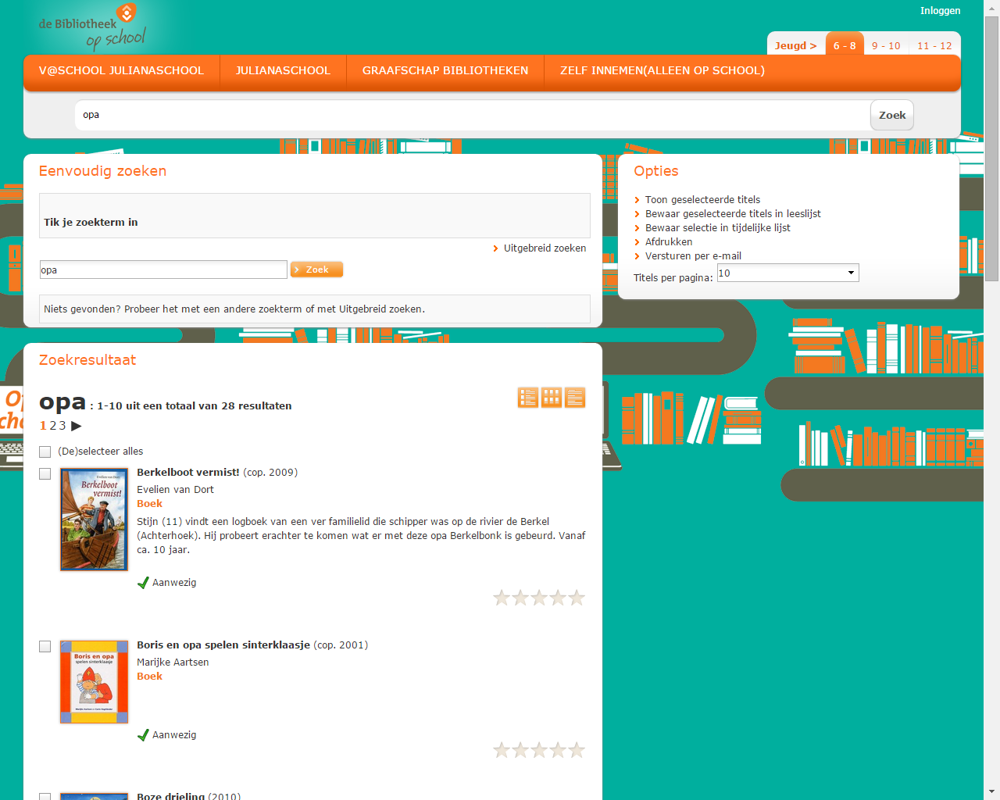 Inloggen
de Bibliotheek
op school
Jeugd >
6 - 8
9 - 10
11 - 12
V@SCHOOL JULIANASCHOOL
JULIANASCHOOL
GRAAFSCHAP BIBLIOTHEKEN
ZELF INNEMEN(ALLEEN OP SCHOOL)
opa
Zoek
Eenvoudig zoeken
Tik je zoekterm in
Uitgebreid zoeken
opa
Zoek
Niets gevonden? Probeer het met een andere zoekterm of met Uitgebreid zoeken.
Opties
Toon geselecteerde titels
Bewaar geselecteerde titels in leeslijst
Bewaar selectie in tijdelijke lijst
Afdrukken
Versturen per e-mail
Titels per pagina: 10
Zoekresultaat
opa : 1-10 uit een totaal van 28 resultaten
1 2 3 ▶
(De)selecteer alles
Berkelboot vermist! (cop. 2009)
Evelien van Dort
Boek
Stijn (11) vindt een logboek van een ver familielid die schipper was op de rivier de Berkel
(Achterhoek). Hij probeert erachter te komen wat er met deze opa Berkelbonk is gebeurd. Vanaf
ca. 10 jaar.
Aanwezig
Evelien van Dort
Berkelboot
vermist!
Boris en opa spelen sinterklaasje (cop. 2001)
Marijke Aartsen
Boek
Aanwezig
Boris en opa
spelen sinterklaasje
Boze drieling (2010)